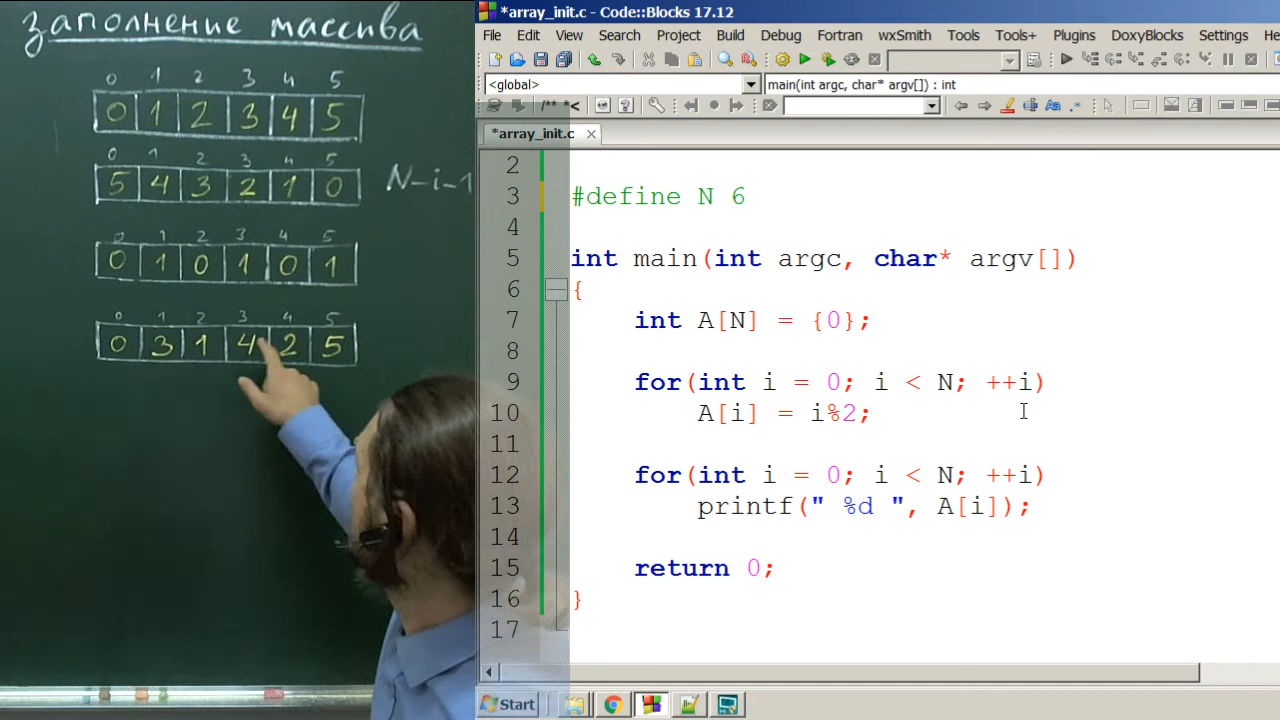 заполнение массива
0 1 2 3 4 5
0 1 2 3 4 5
0 1 2 3 4 5
5 4 3 2 1 0 N-i-1
0 1 2 3 4 5
0 1 0 1 0 1
0 1 2 3 4 5
0 3 1 4 2 5
*array_init.c - Code::Blocks 17.12
File Edit View Search Project Build Debug Fortran wxSmith Tools Tools+ Plugins DoxyBlocks Settings He
<global> main(int argc, char* argv[]) : int
/** *<
*array_init.c
2
3 #define N 6
4
5 int main(int argc, char* argv[])
6 {
7 int A[N] = {0};
8
9 for(int i = 0; i < N; ++i)
10 A[i] = i%2;
11
12 for(int i = 0; i < N; ++i)
13 printf(" %d ", A[i]);
14
15 return 0;
16 }
17
Start